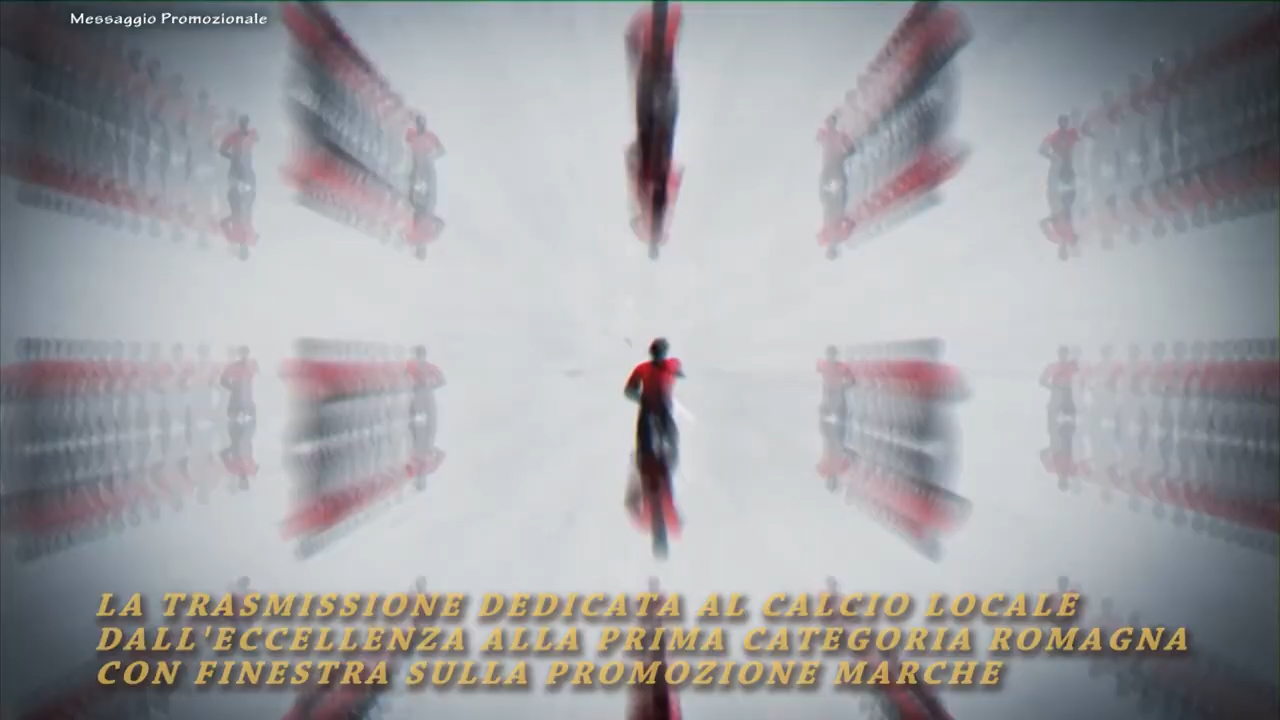 Messaggio Promozionale
LA TRASMISSIONE DEDICATA AL CALCIO LOCALE
DALL'ECCELLENZA ALLA PRIMA CATEGORIA ROMAGNA
CON FINESTRA SULLA PROMOZIONE MARCHE